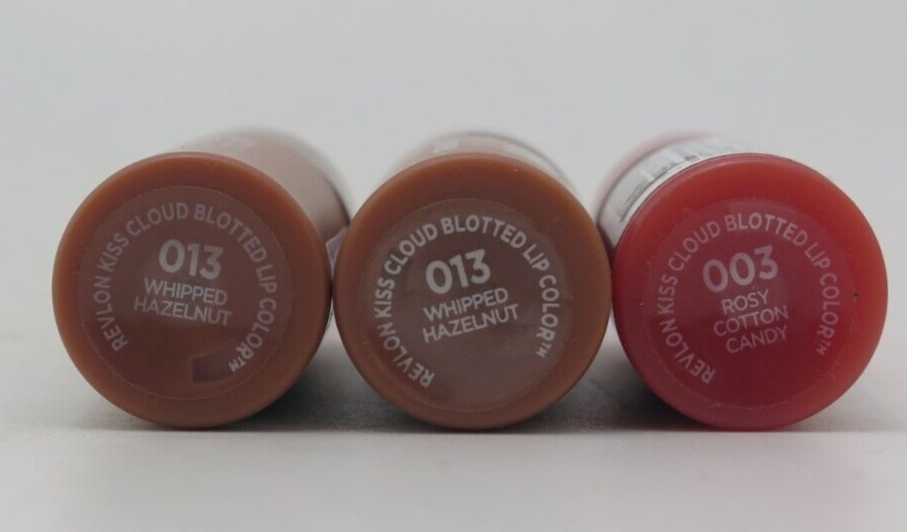 REVLON KISS CLOUD BLOTTED LIP COLOR™
013
WHIPPED
HAZELNUT
REVLON KISS CLOUD BLOTTED LIP COLOR™
013
WHIPPED
HAZELNUT
REVLON KISS CLOUD BLOTTED LIP COLOR™
003
ROSY
COTTON
CANDY